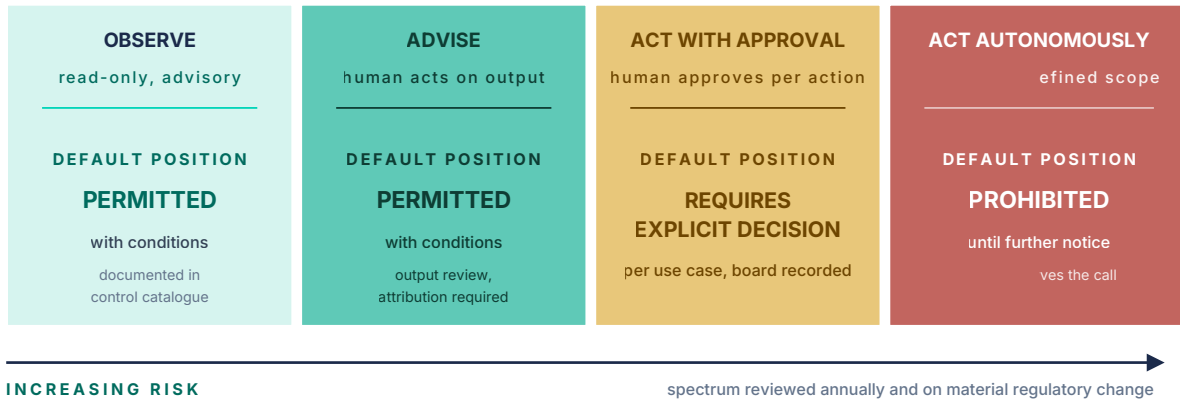 OBSERVE
read-only, advisory
DEFAULT POSITION
PERMITTED
with conditions
documented in
control catalogue
ADVISE
human acts on output
DEFAULT POSITION
PERMITTED
with conditions
output review,
attribution required
ACT WITH APPROVAL
human approves per action
DEFAULT POSITION
REQUIRES
EXPLICIT DECISION
per use case, board recorded
ACT AUTONOMOUSLY
efined scope
DEFAULT POSITION
PROHIBITED
until further notice
ves the call
INCREASING RISK
spectrum reviewed annually and on material regulatory change